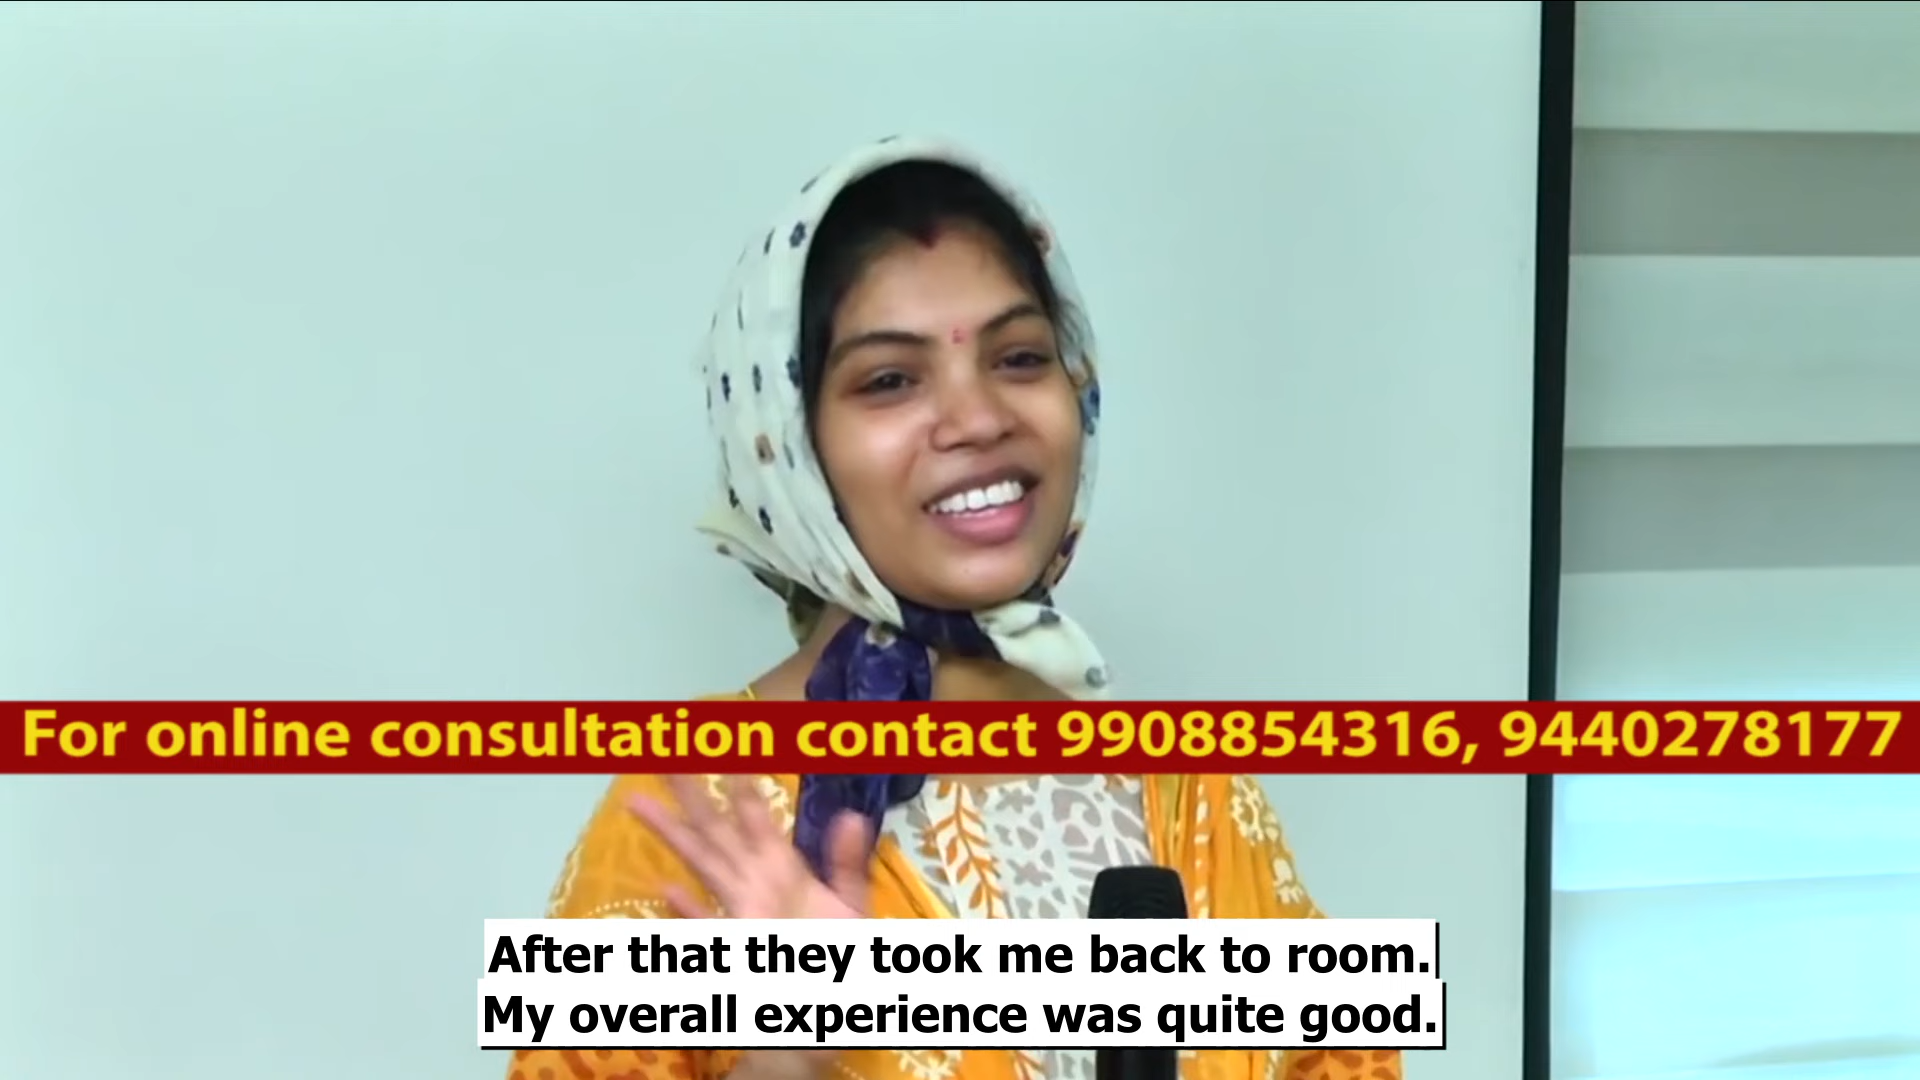 For online consultation contact 9908854316, 9440278177
After that they took me back to room.
My overall experience was quite good.